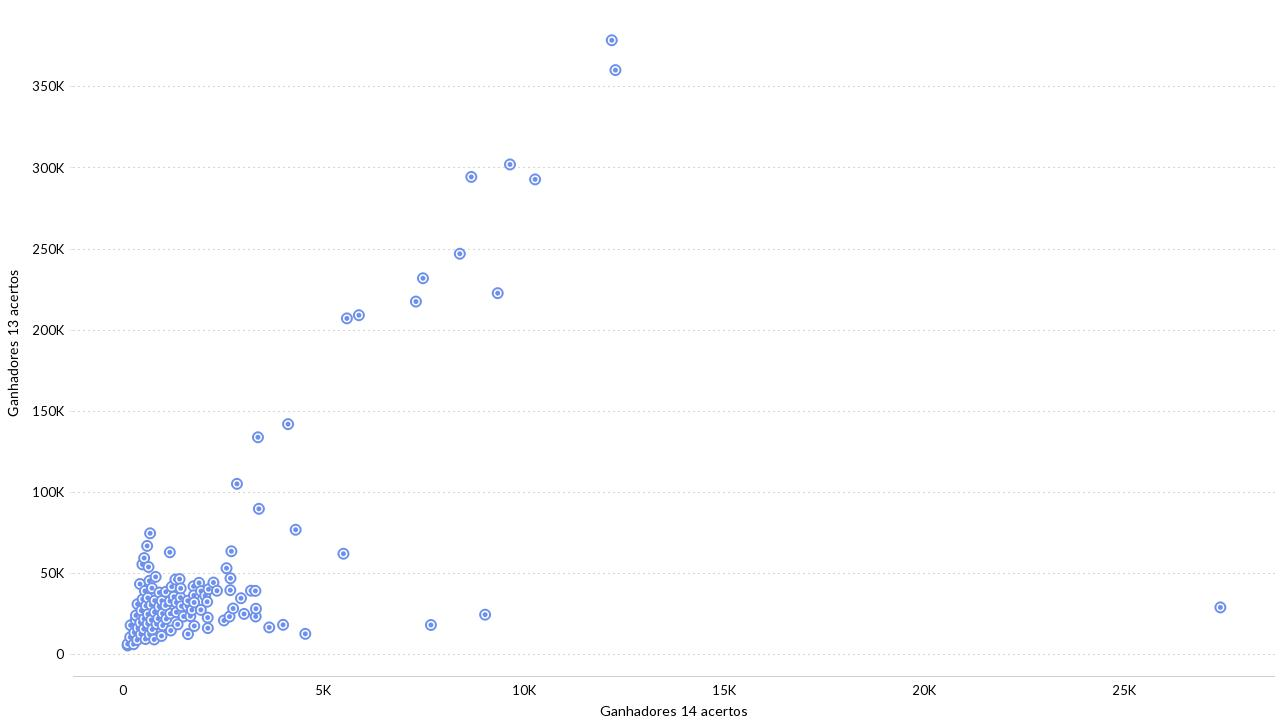 350K
300K
250K
200K
150K
100K
50K
0
Ganhadores 13 acertos
0 5K 10K 15K 20K 25K
Ganhadores 14 acertos